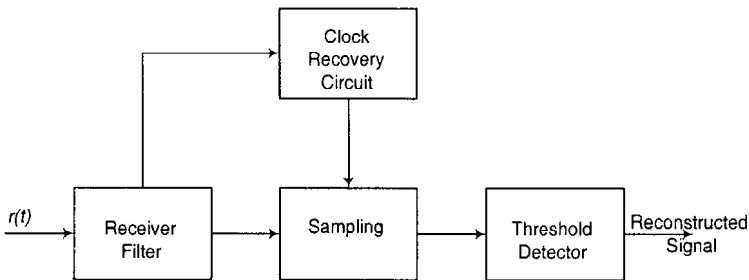 Clock
Recovery
Circuit
r(t)
Receiver
Filter
Sampling
Threshold
Detector
Reconstructed
Signal